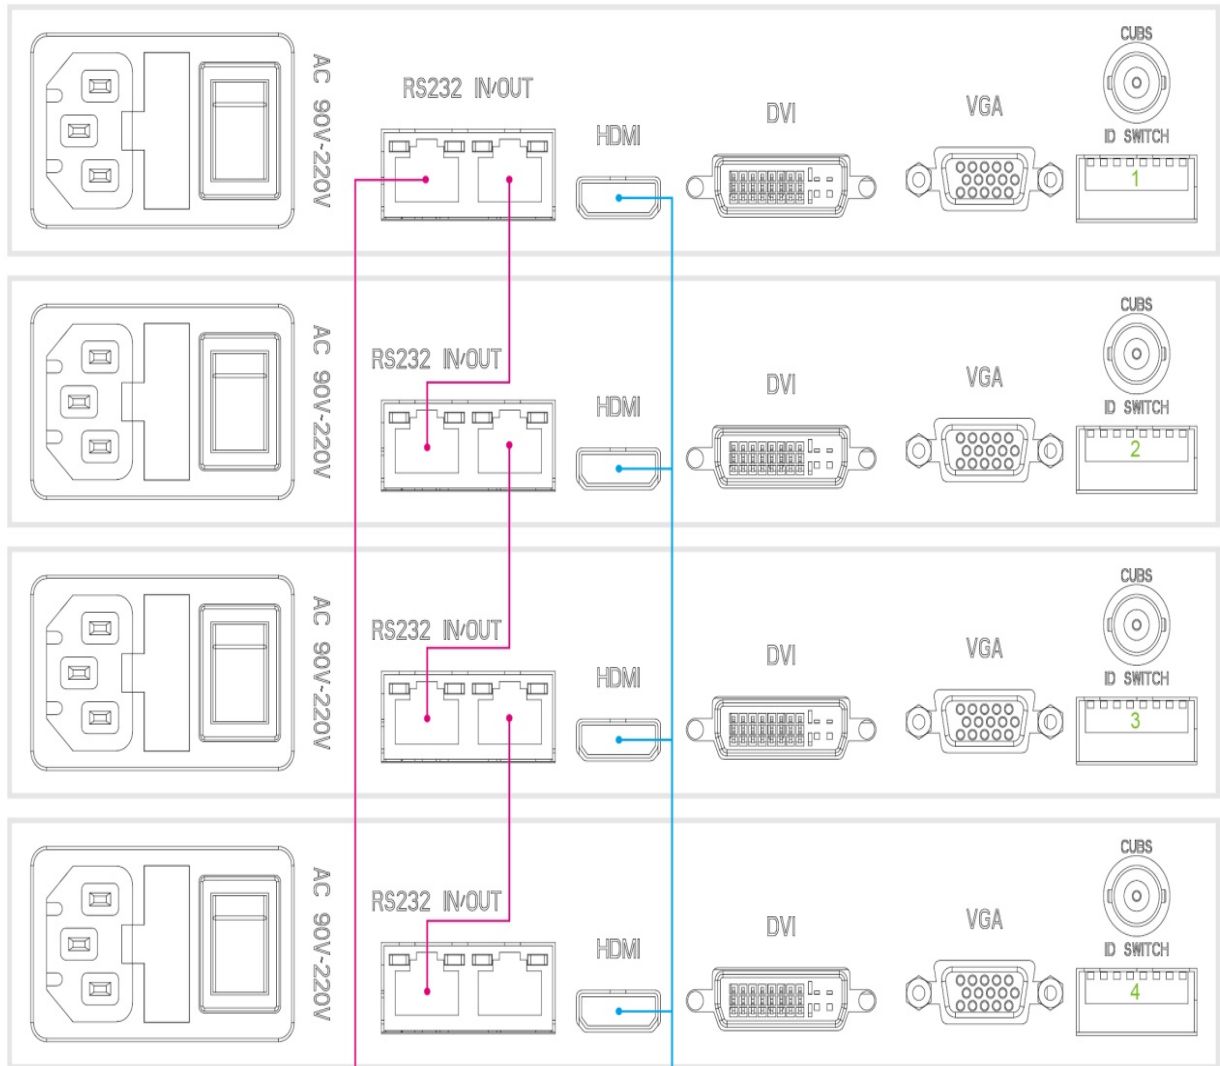 CUBS
AC 90V~220V
RS232 IN/OUT
HDMI
DVI
VGA
ID SWITCH
1
CUBS
AC 90V~220V
RS232 IN/OUT
HDMI
DVI
VGA
ID SWITCH
2
CUBS
AC 90V~220V
RS232 IN/OUT
HDMI
DVI
VGA
ID SWITCH
3
CUBS
AC 90V~220V
RS232 IN/OUT
HDMI
DVI
VGA
ID SWITCH
4